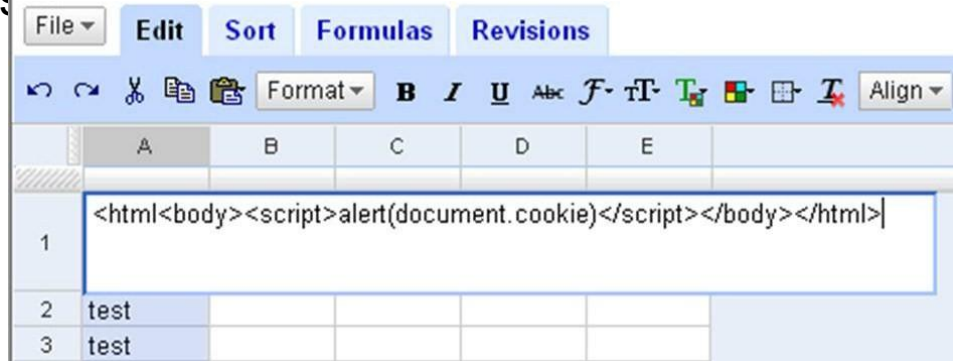 File Edit Sort Formulas Revisions
Format B I U Abc F TT T T Align
A B C D E
<html<body><script>alert(document.cookie)</script></body></html>
1
2 test
3 test